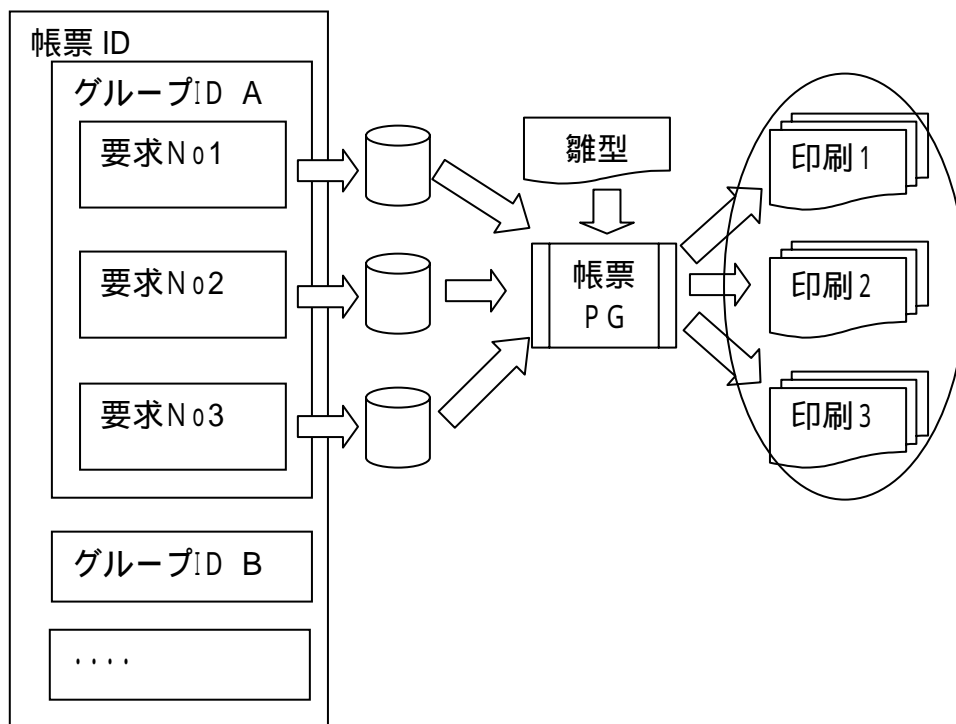 帳票 ID
グループID A
要求No1
要求No2
要求No3
グループID B
････
雛型
帳票
PG
印刷1
印刷2
印刷3